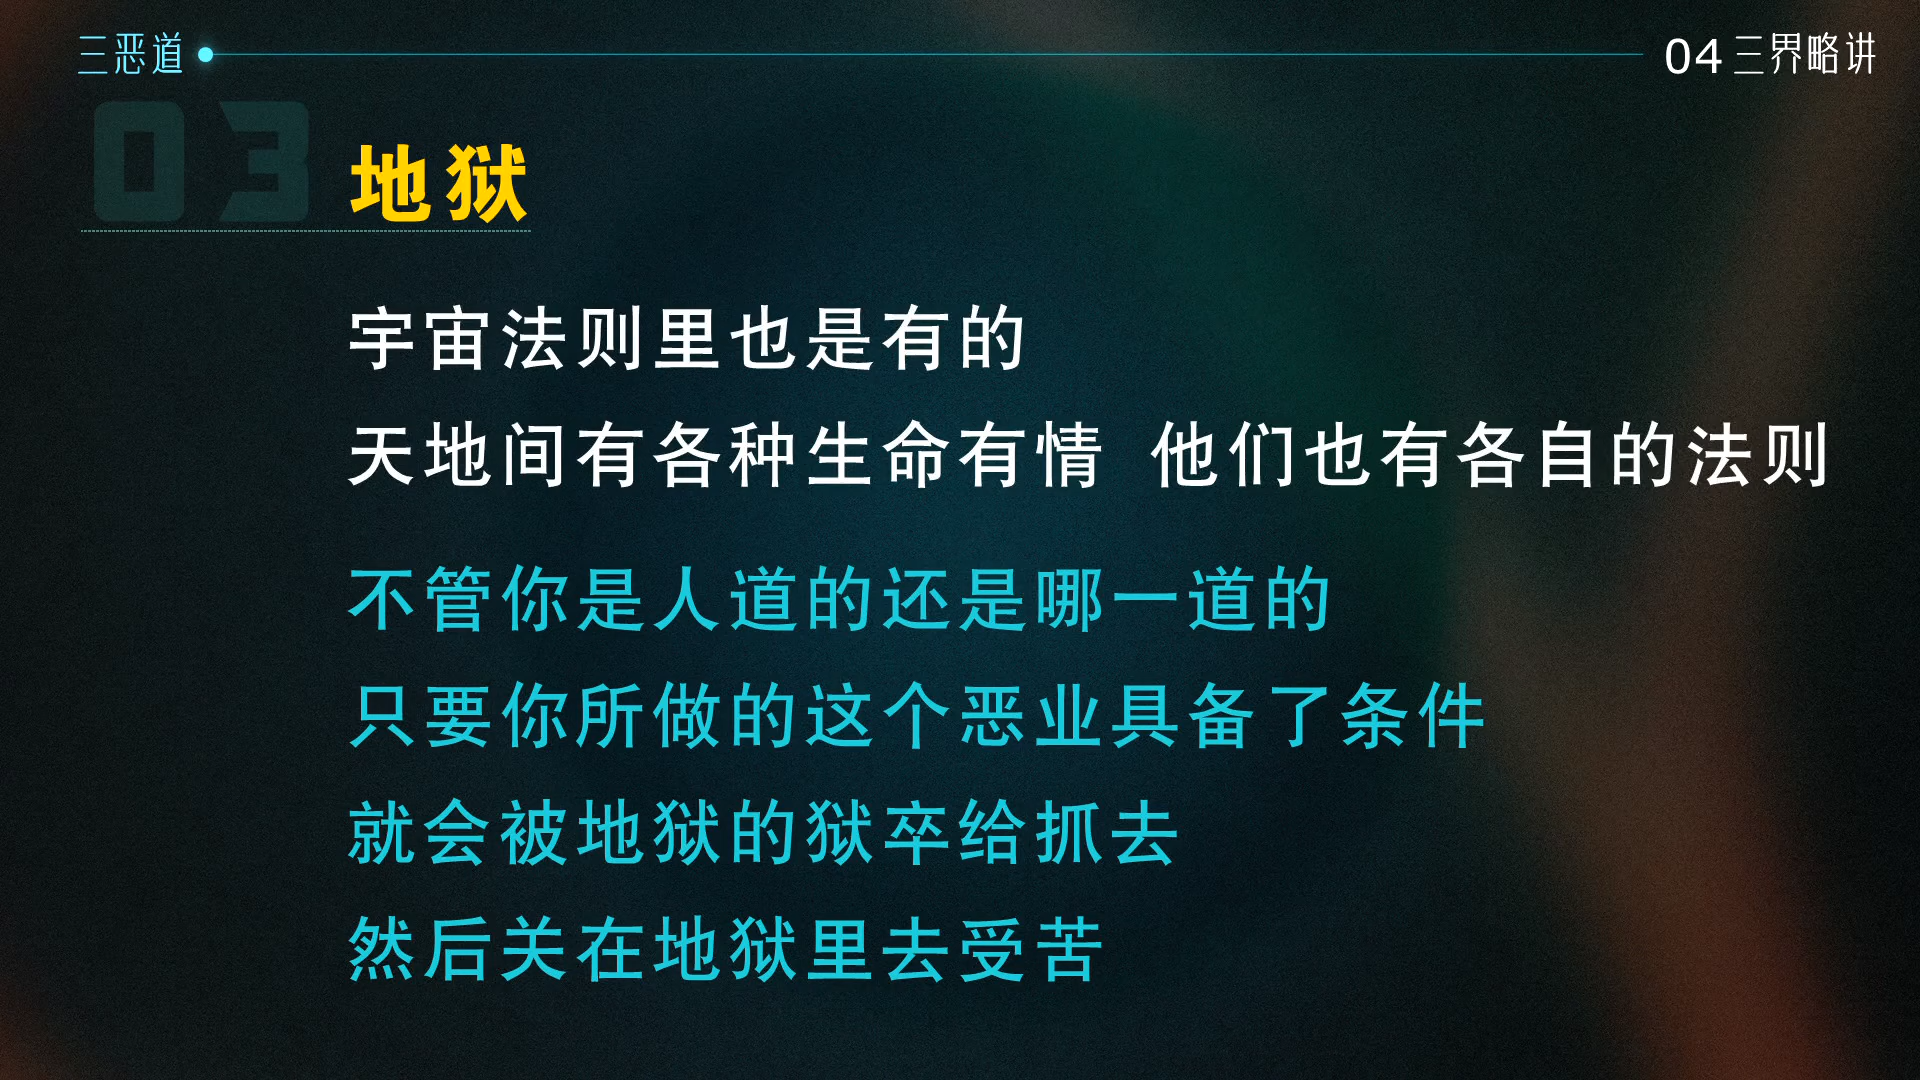 三恶道
04 三界略讲
03
地狱
宇宙法则里也是有的
天地间有各种生命有情 他们也有各自的法则
不管你是人道的还是哪一道的
只要你所做的这个恶业具备了条件
就会被地狱的狱卒给抓去
然后关在地狱里去受苦